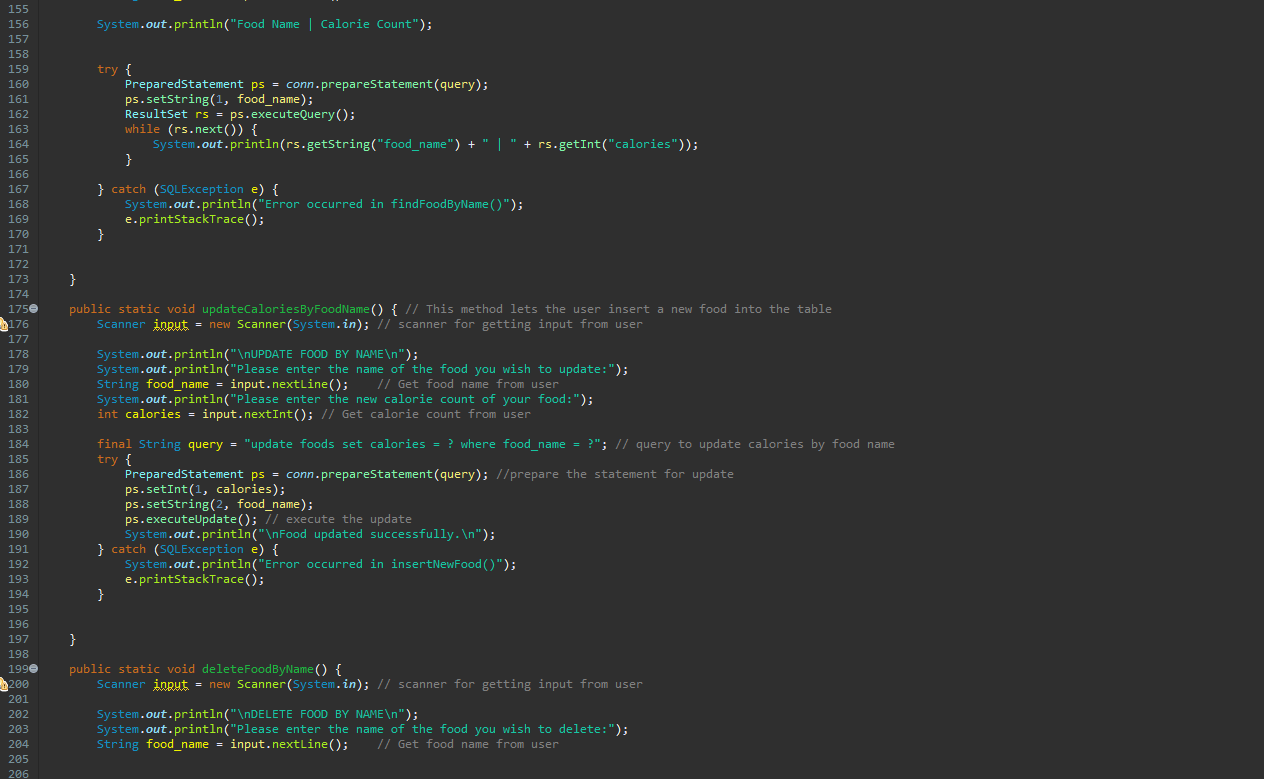 155
156 System.out.println("Food Name | Calorie Count");
157
158
159 try {
160 PreparedStatement ps = conn.prepareStatement(query);
161 ps.setString(1, food_name);
162 ResultSet rs = ps.executeQuery();
163 while (rs.next()) {
164 System.out.println(rs.getString("food_name") + " | " + rs.getInt("calories"));
165 }
166
167 } catch (SQLException e) {
168 System.out.println("Error occurred in findFoodByName()");
169 e.printStackTrace();
170 }
171
172
173 }
174
175 public static void updateCaloriesByFoodName() { // This method lets the user insert a new food into the table
176 Scanner input = new Scanner(System.in); // scanner for getting input from user
177
178 System.out.println("\nUPDATE FOOD BY NAME\n");
179 System.out.println("Please enter the name of the food you wish to update:");
180 String food_name = input.nextLine(); // Get food name from user
181 System.out.println("Please enter the new calorie count of your food:");
182 int calories = input.nextInt(); // Get calorie count from user
183
184 final String query = "update foods set calories = ? where food_name = ?"; // query to update calories by food name
185 try {
186 PreparedStatement ps = conn.prepareStatement(query); //prepare the statement for update
187 ps.setInt(1, calories);
188 ps.setString(2, food_name);
189 ps.executeUpdate(); // execute the update
190 System.out.println("\nFood updated successfully.\n");
191 } catch (SQLException e) {
192 System.out.println("Error occurred in insertNewFood()");
193 e.printStackTrace();
194 }
195
196
197 }
198
199 public static void deleteFoodByName() {
200 Scanner input = new Scanner(System.in); // scanner for getting input from user
201
202 System.out.println("\nDELETE FOOD BY NAME\n");
203 System.out.println("Please enter the name of the food you wish to delete:");
204 String food_name = input.nextLine(); // Get food name from user
205
206